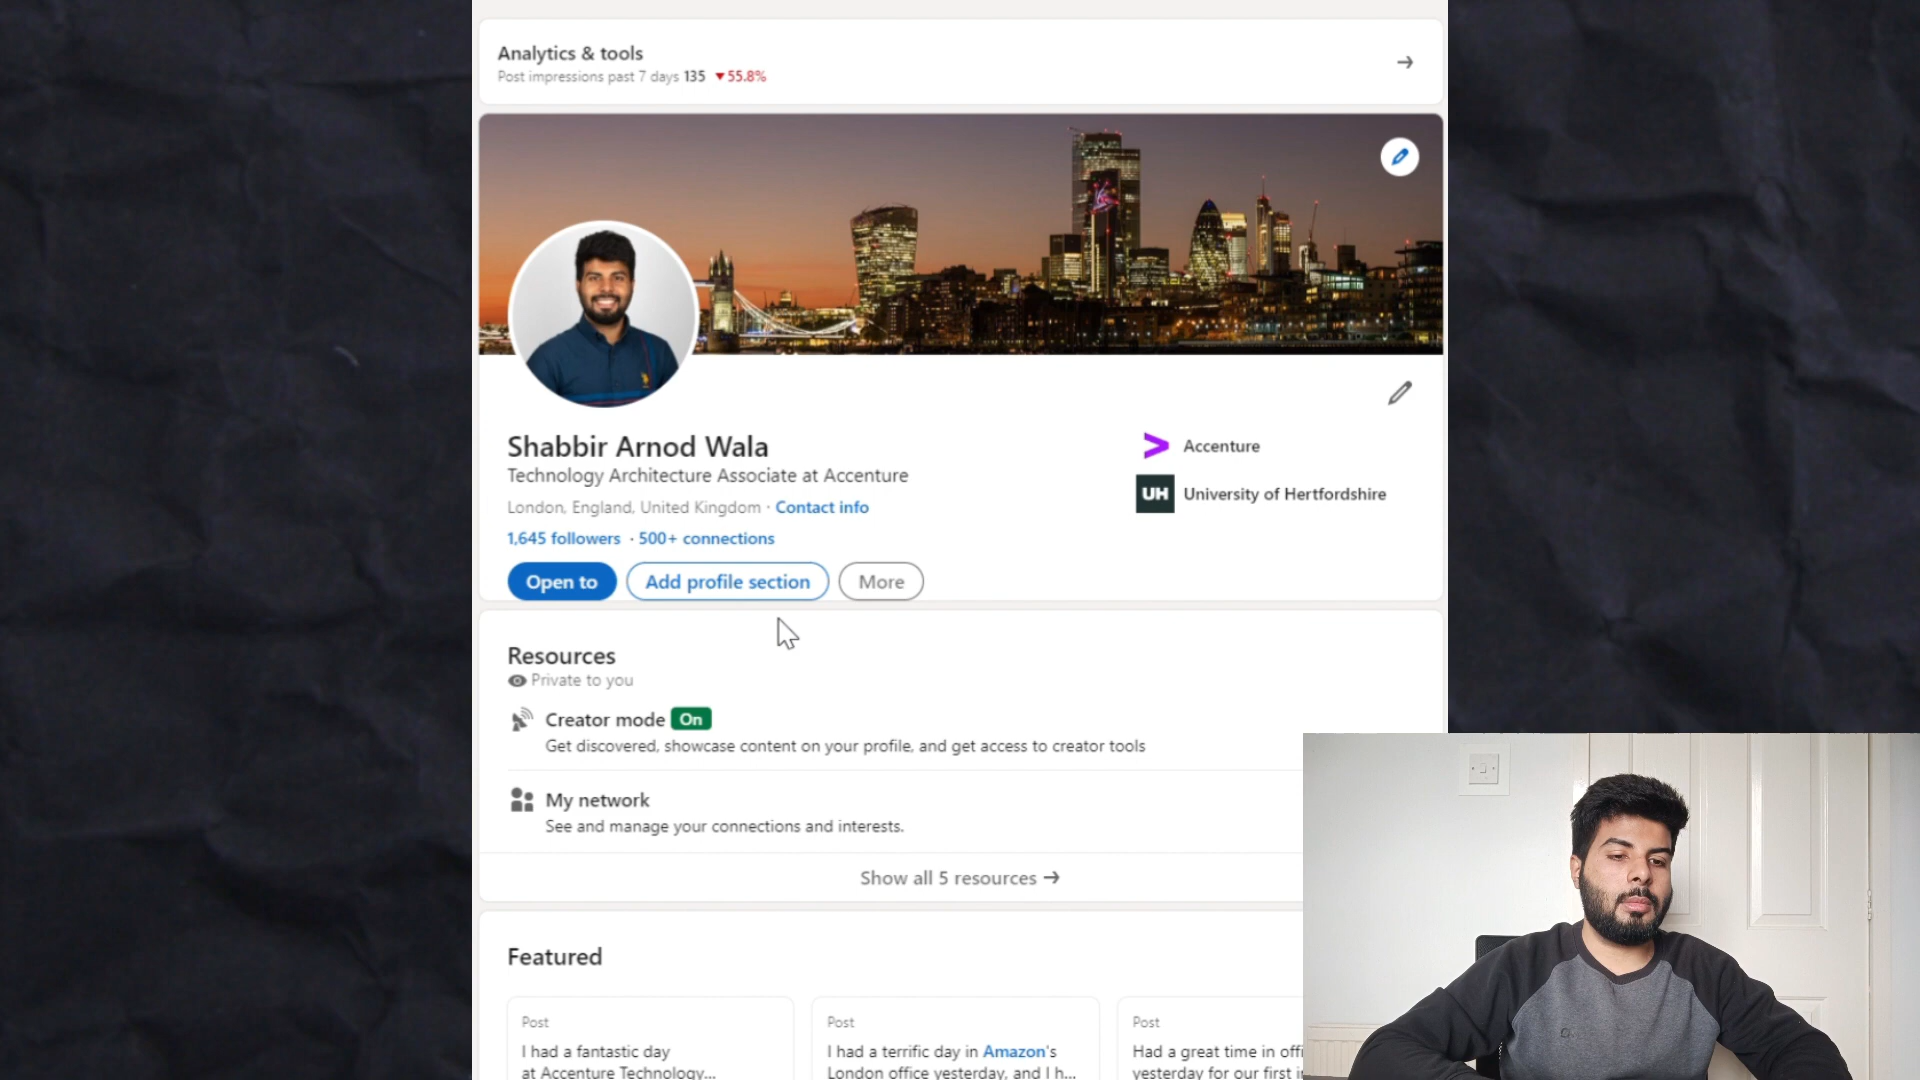 Analytics & tools
Post impressions past 7 days 135 ▼55.8%
Shabbir Arnod Wala
Technology Architecture Associate at Accenture
London, England, United Kingdom · Contact info
1,645 followers · 500+ connections
Open to
Add profile section
More
Accenture
UH University of Hertfordshire
Resources
Private to you
Creator mode On
Get discovered, showcase content on your profile, and get access to creator tools
My network
See and manage your connections and interests.
Show all 5 resources →
Featured
Post
I had a fantastic day
at Accenture Technology...
Post
I had a terrific day in Amazon's
London office yesterday, and I h...
Post
Had a great time in
yesterday for our first